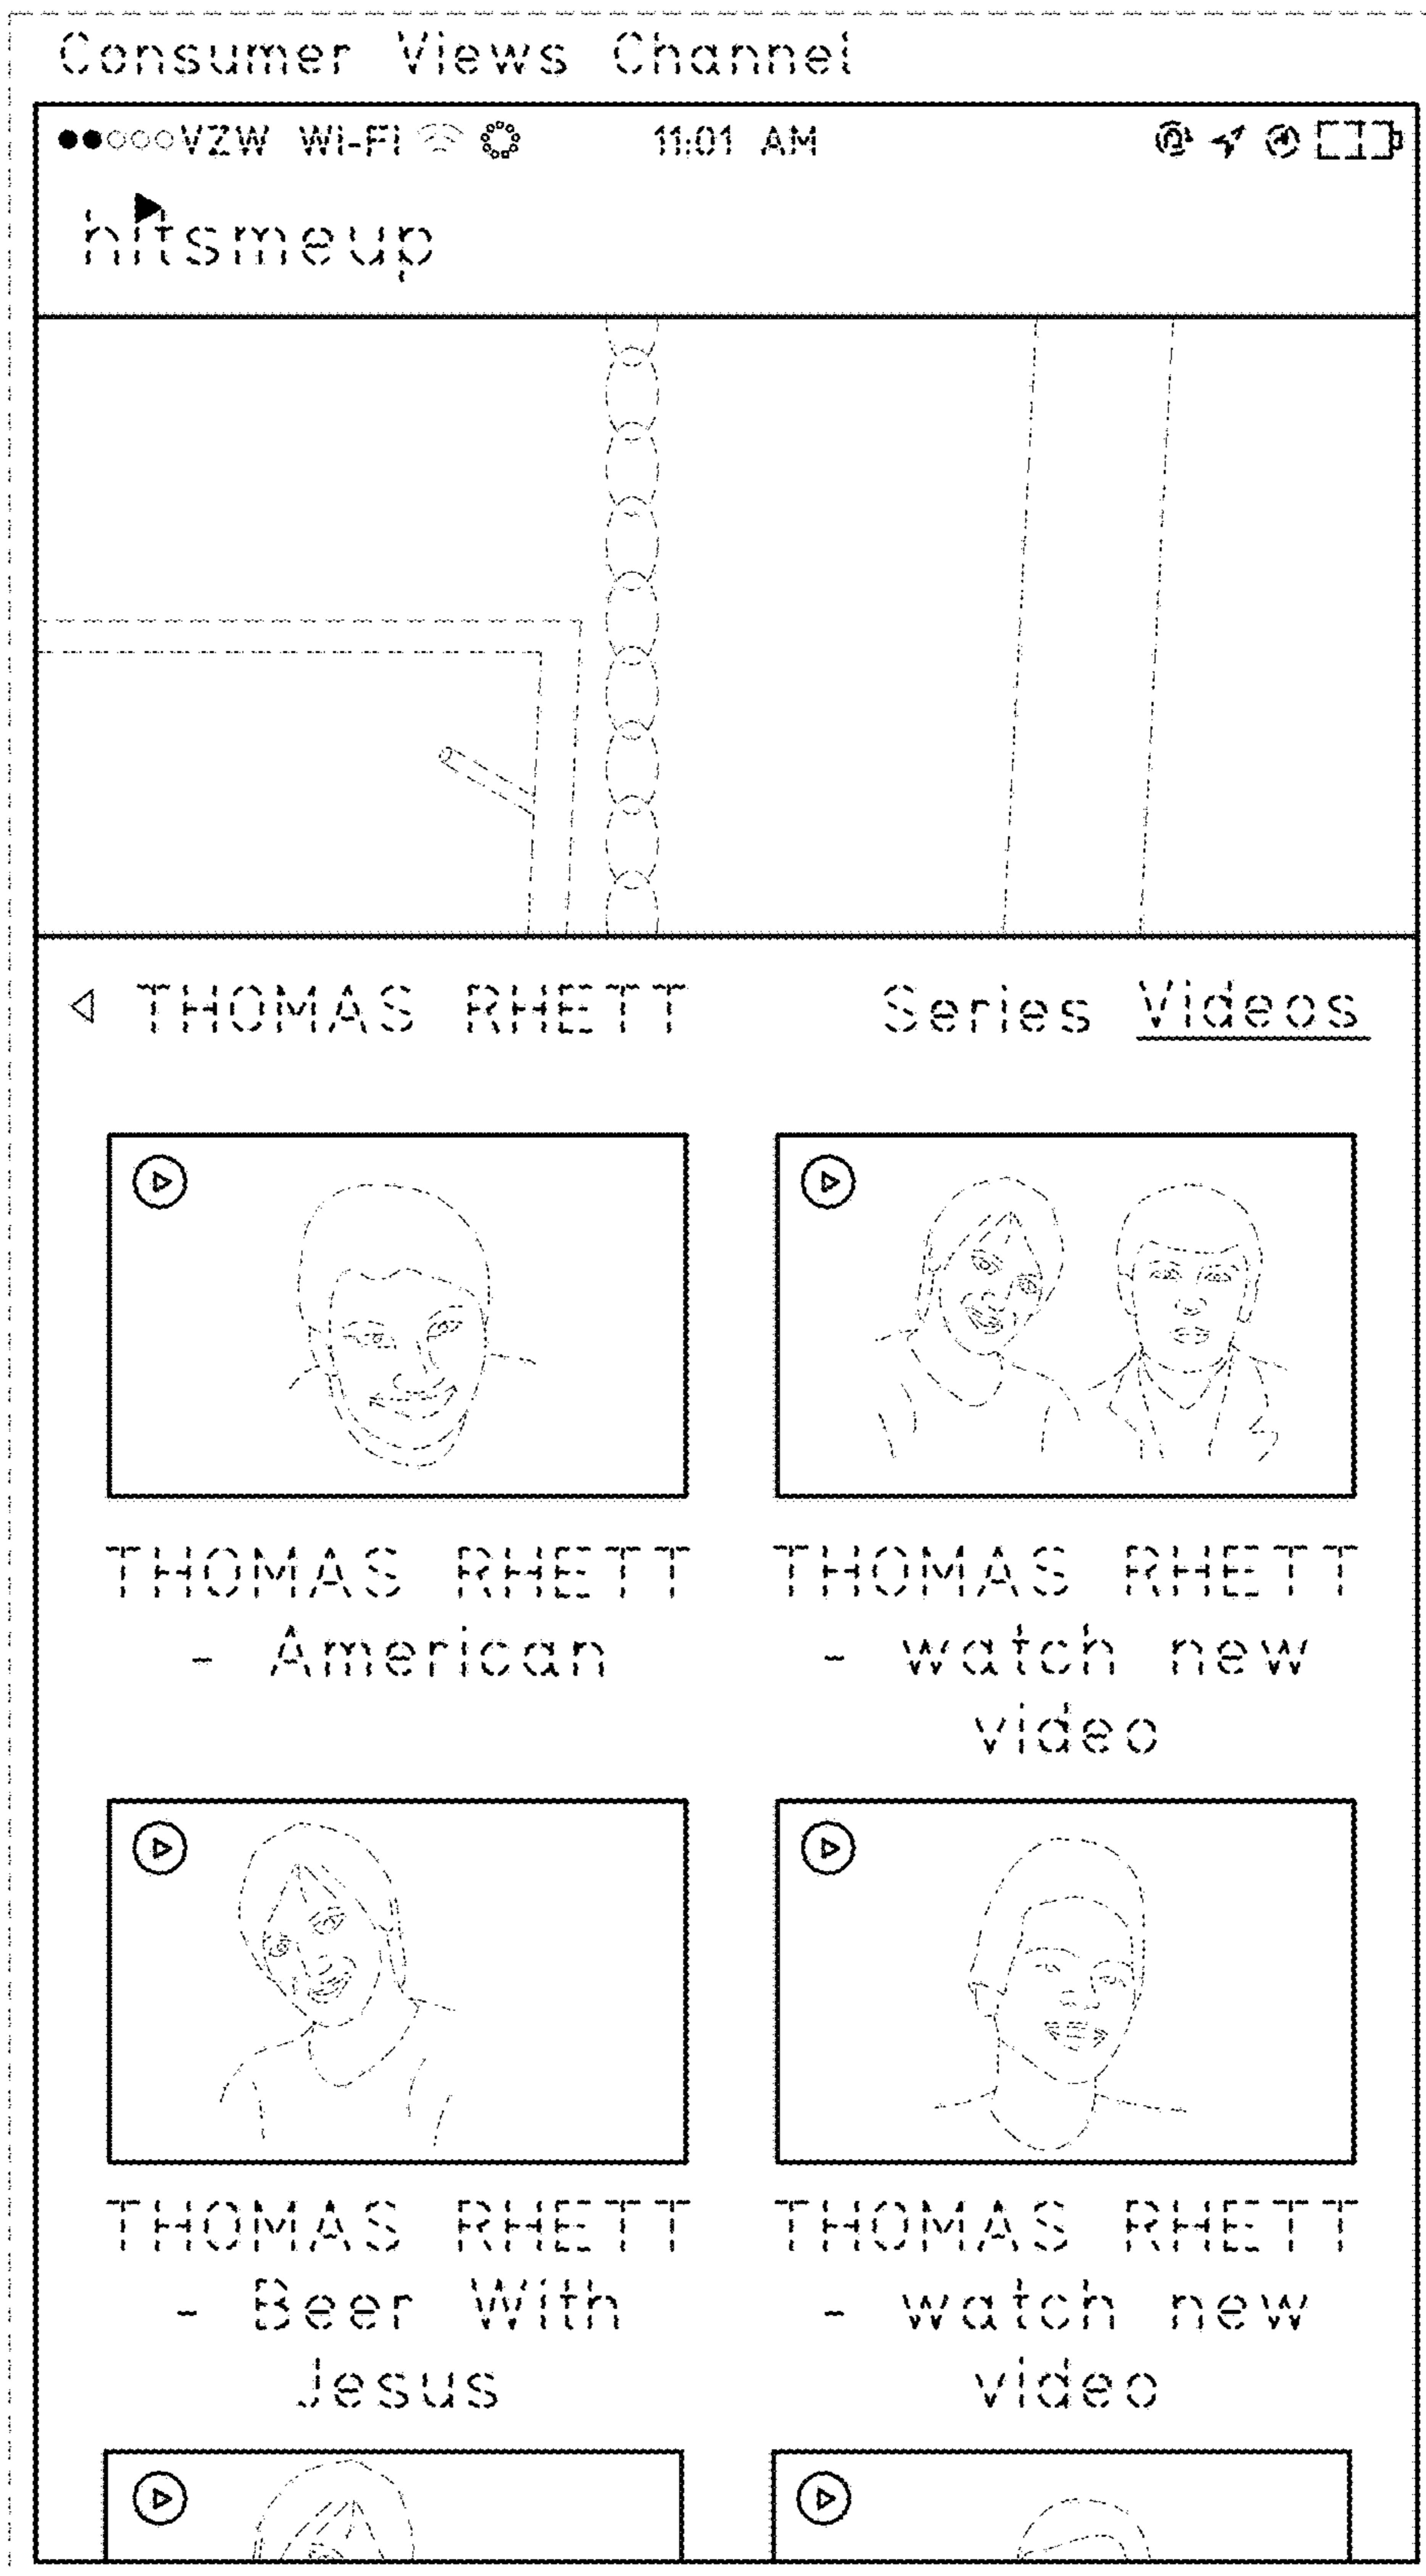 Consumer Views Channel
VZW Wi-Fi 11:01 AM
hitsmeup
THOMAS RHETT Series Videos
THOMAS RHETT
- American
THOMAS RHETT
- watch new
video
THOMAS RHETT
- Beer With
Jesus
THOMAS RHETT
- watch new
video